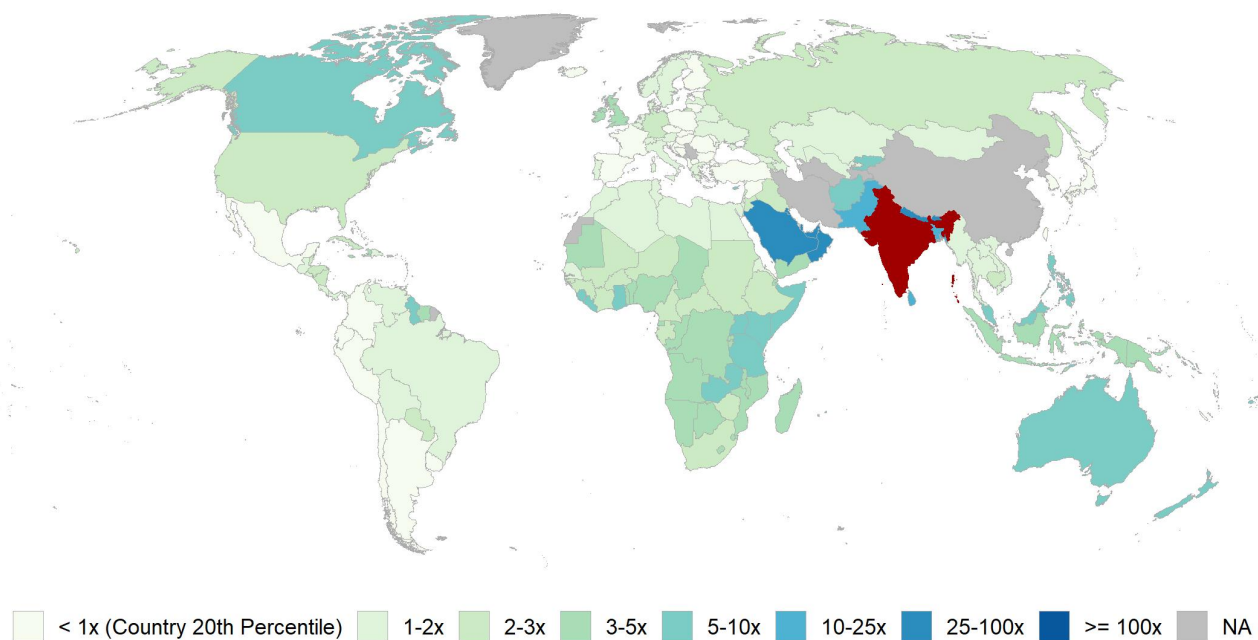 < 1x (Country 20th Percentile) 1-2x 2-3x 3-5x 5-10x 10-25x 25-100x >= 100x NA